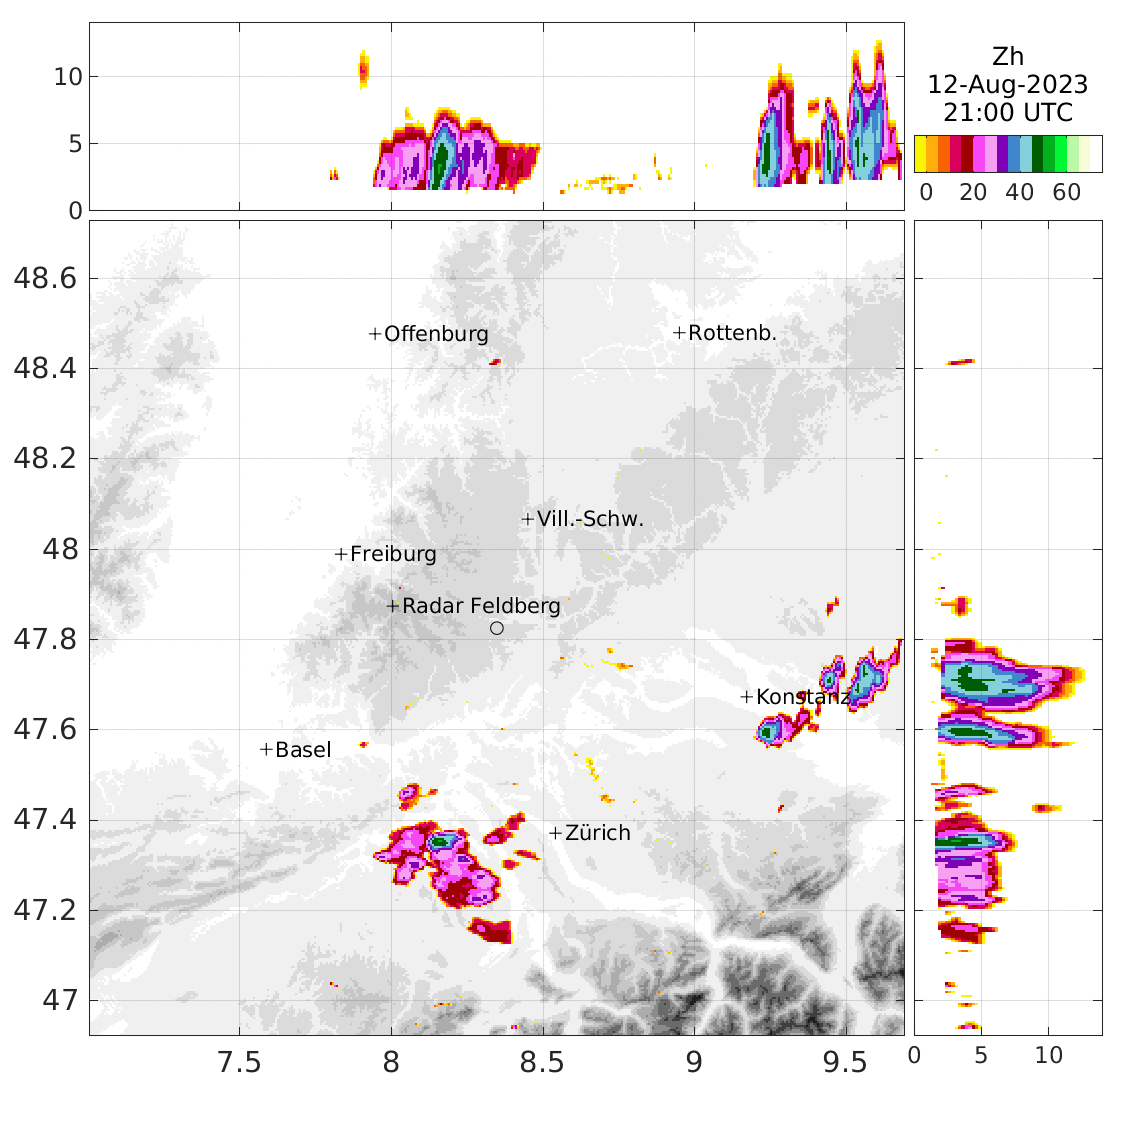 10
5
0
Zh
12-Aug-2023
21:00 UTC
0 20 40 60
48.6
48.4
48.2
48
47.8
47.6
47.4
47.2
47
Offenburg
Rottenb.
Vill.-Schw.
Freiburg
Radar Feldberg
Konstanz
Basel
Zürich
7.5 8 8.5 9 9.5
0 5 10